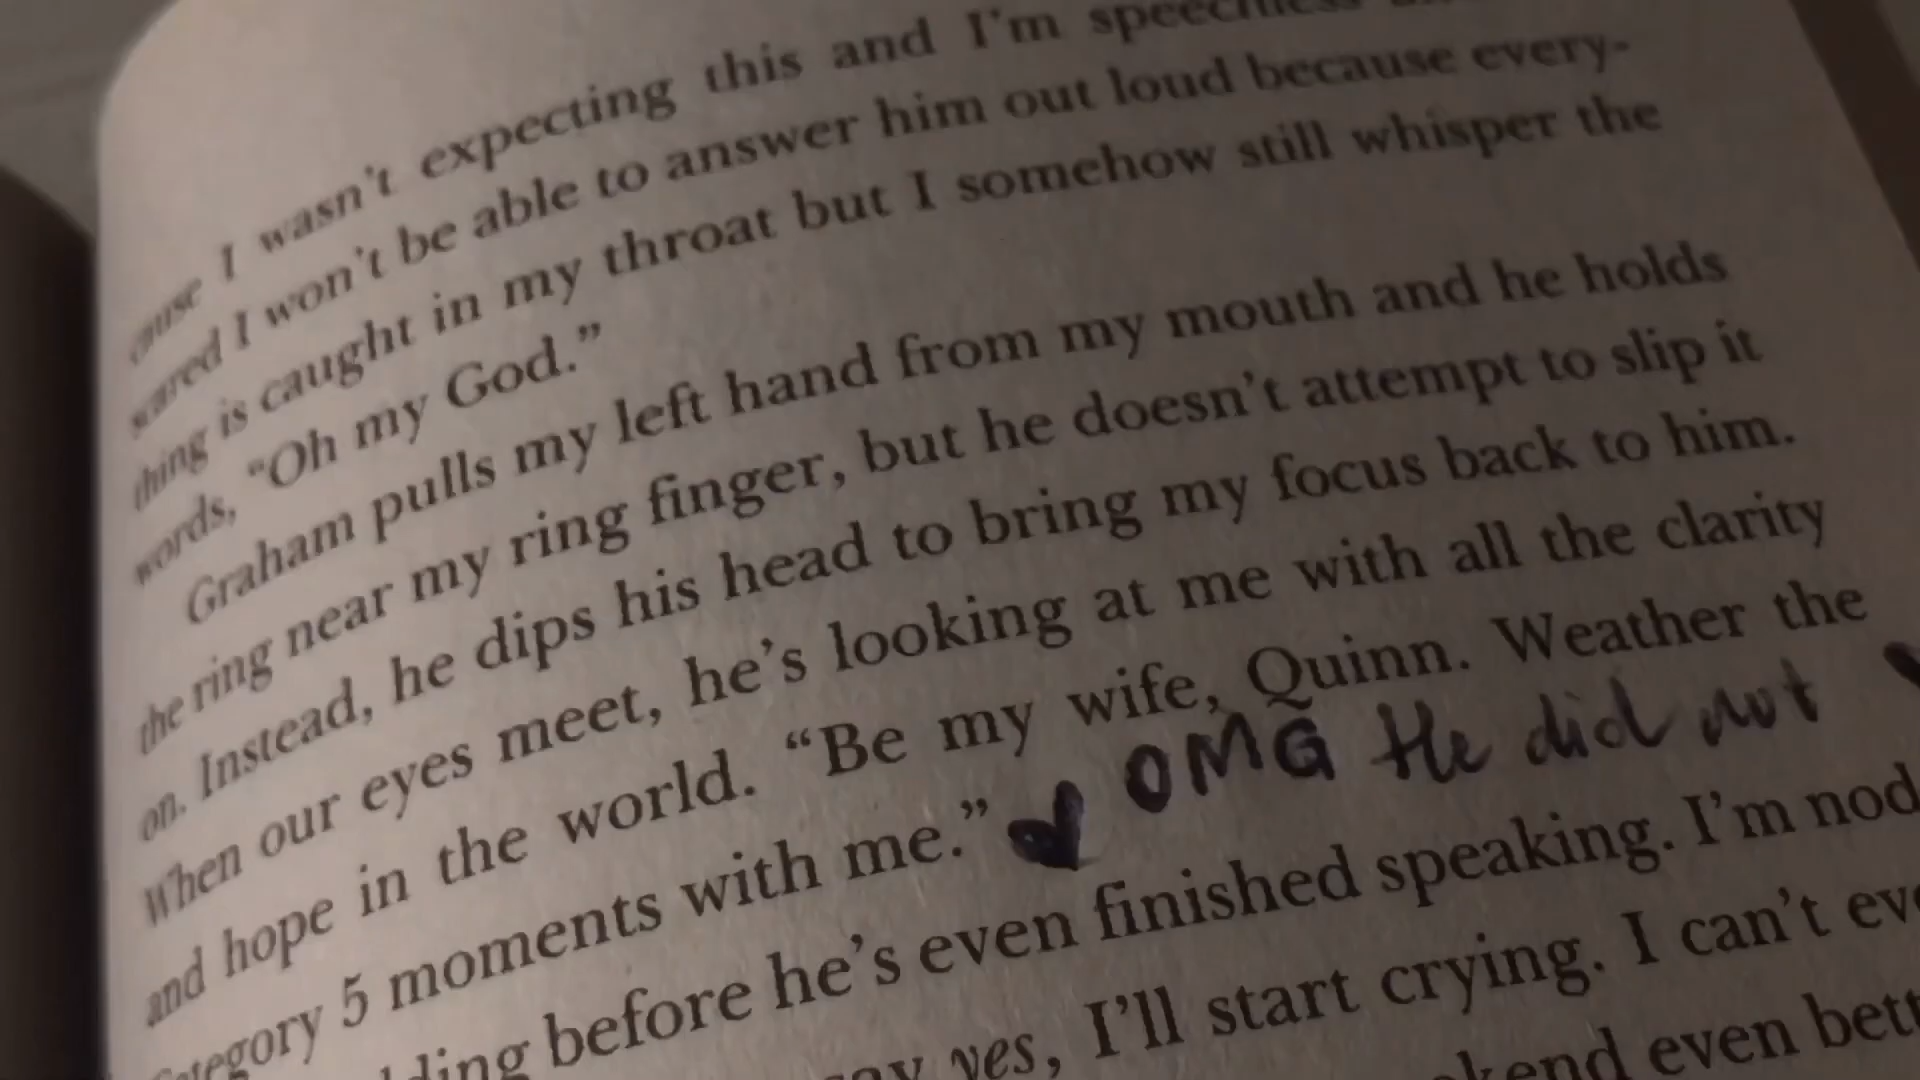 cause I wasn't expecting this and I'm speechless
scared I won't be able to answer him out loud because every-
thing is caught in my throat but I somehow still whisper the
words, “Oh my God.”
Graham pulls my left hand from my mouth and he holds
the ring near my ring finger, but he doesn't attempt to slip it
on. Instead, he dips his head to bring my focus back to him.
When our eyes meet, he's looking at me with all the clarity
and hope in the world. “Be my wife, Quinn. Weather the
OMG He did not
Category 5 moments with me.”
ding before he's even finished speaking. I'm nod
say yes, I'll start crying. I can't eve
kend even bett